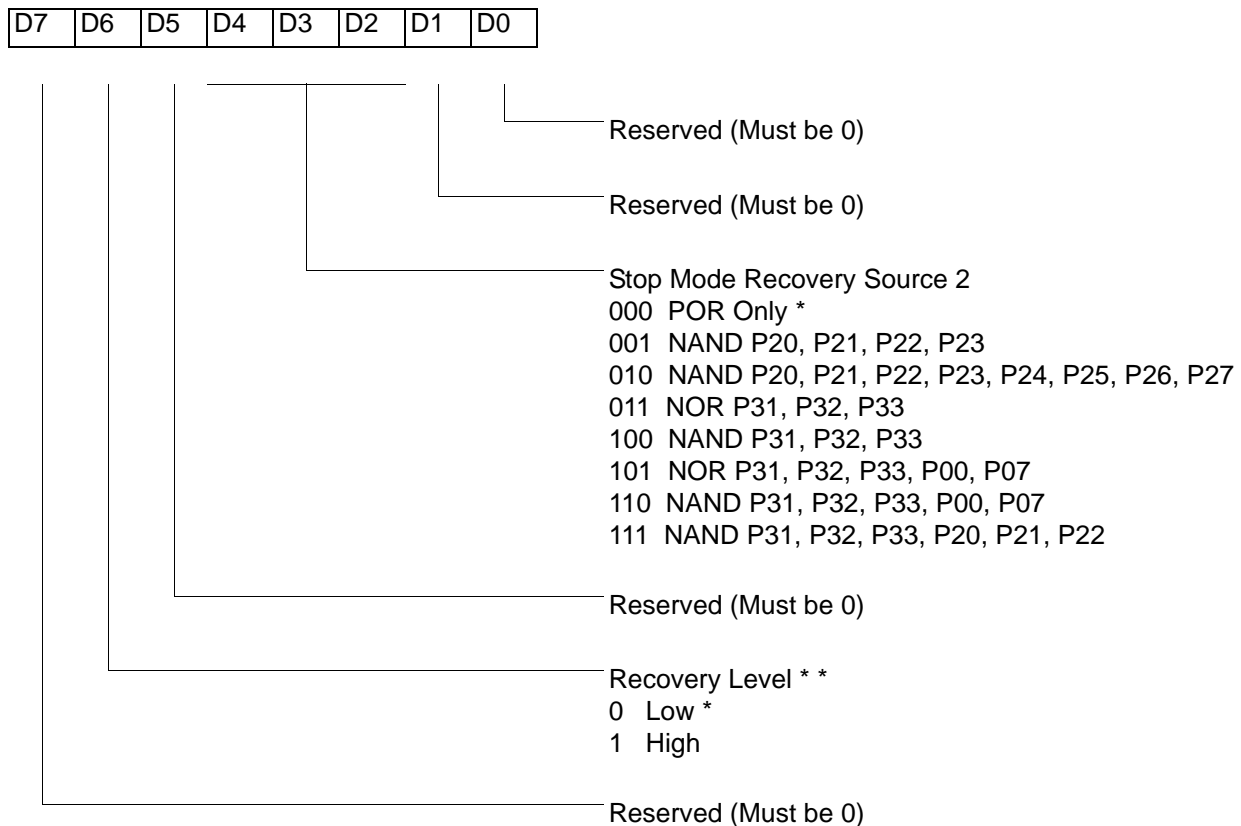 D7 D6 D5 D4 D3 D2 D1 D0
Reserved (Must be 0)
Reserved (Must be 0)
Stop Mode Recovery Source 2
000 POR Only *
001 NAND P20, P21, P22, P23
010 NAND P20, P21, P22, P23, P24, P25, P26, P27
011 NOR P31, P32, P33
100 NAND P31, P32, P33
101 NOR P31, P32, P33, P00, P07
110 NAND P31, P32, P33, P00, P07
111 NAND P31, P32, P33, P20, P21, P22
Reserved (Must be 0)
Recovery Level * *
0 Low *
1 High
Reserved (Must be 0)